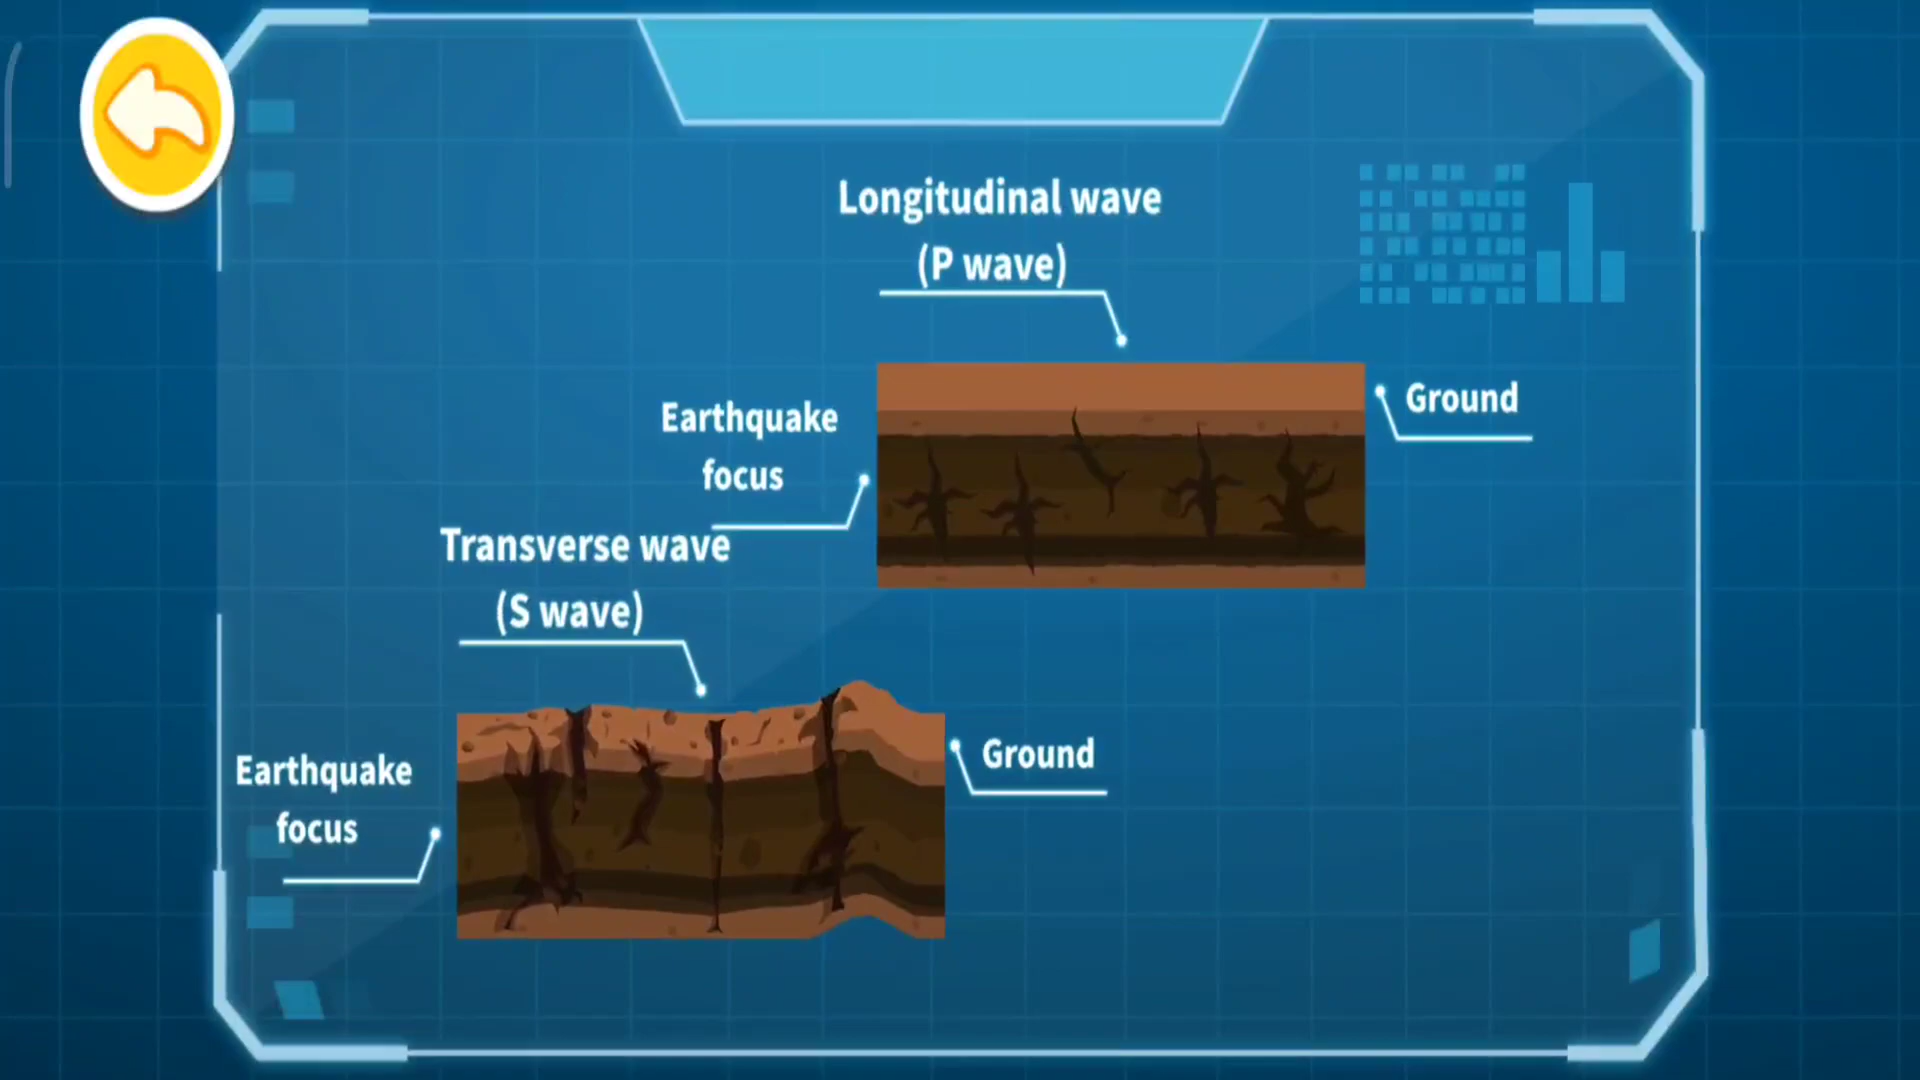 Longitudinal wave
(P wave)
Earthquake
focus
Ground
Transverse wave
(S wave)
Earthquake
focus
Ground